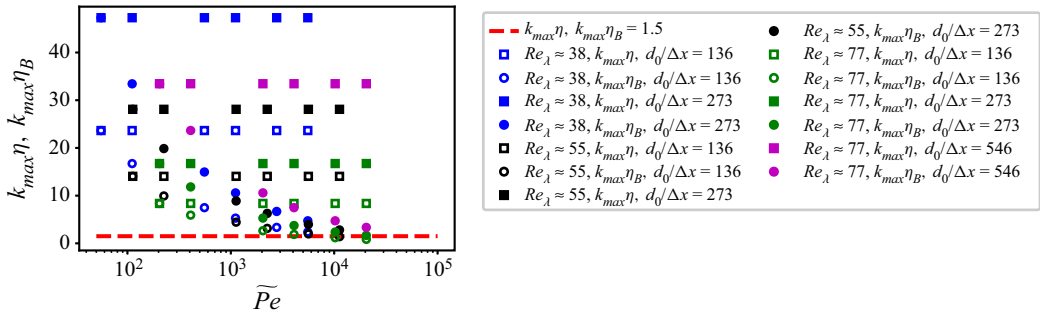 k_max η, k_max η_B
40
30
20
10
0
10^2
10^3
10^4
10^5
\widetilde{Pe}
k_max η, k_max η_B = 1.5
Re_λ ≈ 38, k_max η, d_0/Δx = 136
Re_λ ≈ 38, k_max η_B, d_0/Δx = 136
Re_λ ≈ 38, k_max η, d_0/Δx = 273
Re_λ ≈ 38, k_max η_B, d_0/Δx = 273
Re_λ ≈ 55, k_max η, d_0/Δx = 136
Re_λ ≈ 55, k_max η_B, d_0/Δx = 136
Re_λ ≈ 55, k_max η, d_0/Δx = 273
Re_λ ≈ 55, k_max η_B, d_0/Δx = 273
Re_λ ≈ 77, k_max η, d_0/Δx = 136
Re_λ ≈ 77, k_max η_B, d_0/Δx = 136
Re_λ ≈ 77, k_max η, d_0/Δx = 273
Re_λ ≈ 77, k_max η_B, d_0/Δx = 273
Re_λ ≈ 77, k_max η, d_0/Δx = 546
Re_λ ≈ 77, k_max η_B, d_0/Δx = 546